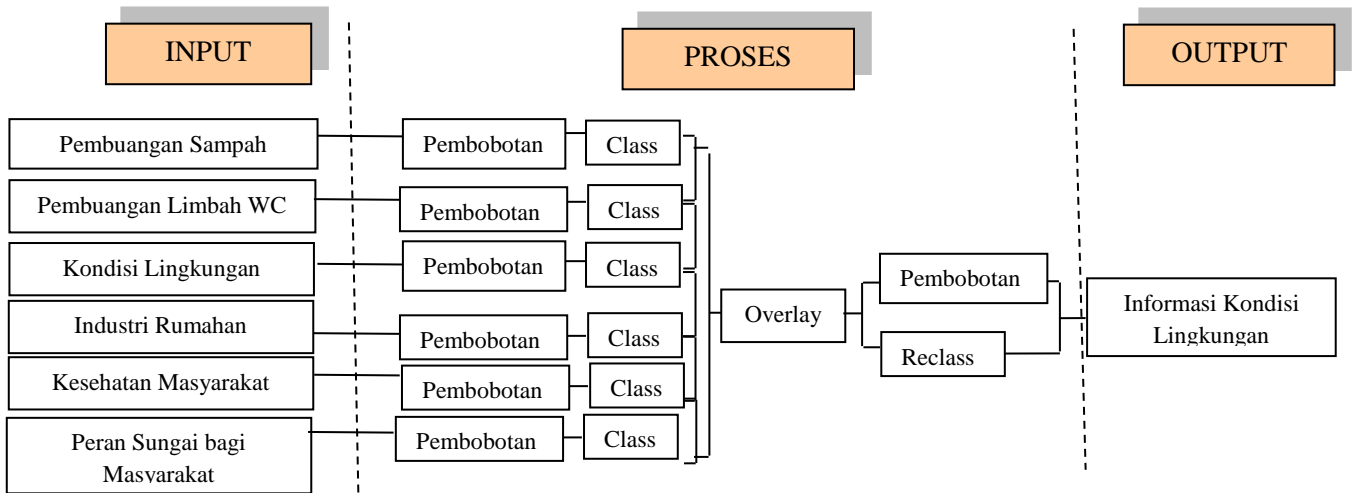 INPUT
PROSES
OUTPUT
Pembuangan Sampah
Pembobotan
Class
Pembuangan Limbah WC
Pembobotan
Class
Kondisi Lingkungan
Pembobotan
Class
Industri Rumahan
Pembobotan
Class
Kesehatan Masyarakat
Pembobotan
Class
Peran Sungai bagi
Masyarakat
Pembobotan
Class
Overlay
Pembobotan
Reclass
Informasi Kondisi
Lingkungan